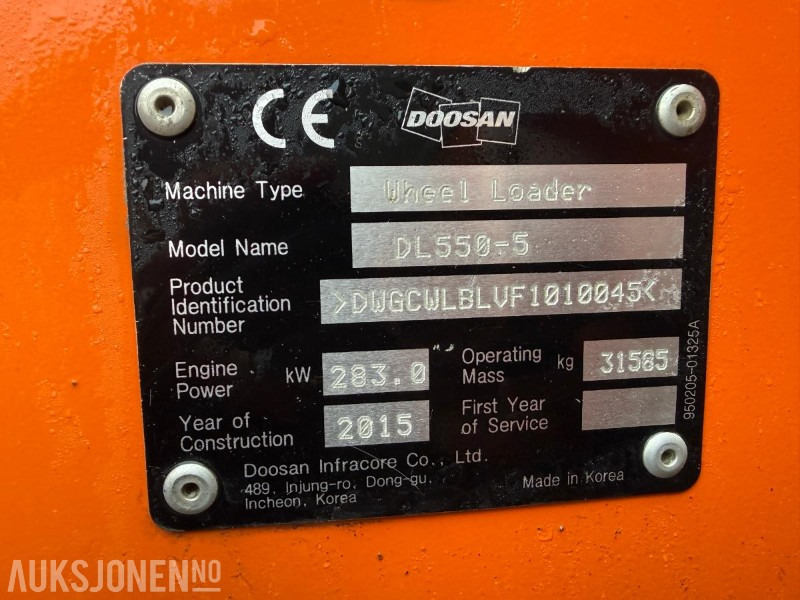 CE DOOSAN
Machine Type Wheel Loader
Model Name DL550-5
Product
Identification
Number >DWGCWLBLVF1010045<
Engine
Power kW 283.0
Operating
Mass kg 31565
Year of
Construction 2015
First Year
of Service
Doosan Infracore Co., Ltd.
489, Injung-ro, Dong-gu,
Incheon, Korea
Made in Korea
950205-01325A
AUKSJONEN.NO